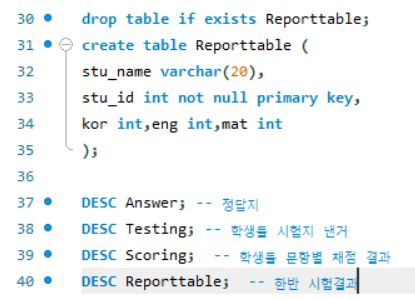 30 drop table if exists Reporttable;
31 create table Reporttable (
32 stu_name varchar(20),
33 stu_id int not null primary key,
34 kor int,eng int,mat int
35 );
36
37 DESC Answer; -- 정답지
38 DESC Testing; -- 학생들 시험지 낸거
39 DESC Scoring;  -- 학생들 문항별 채점 결과
40 DESC Reporttable;  -- 한반 시험결과